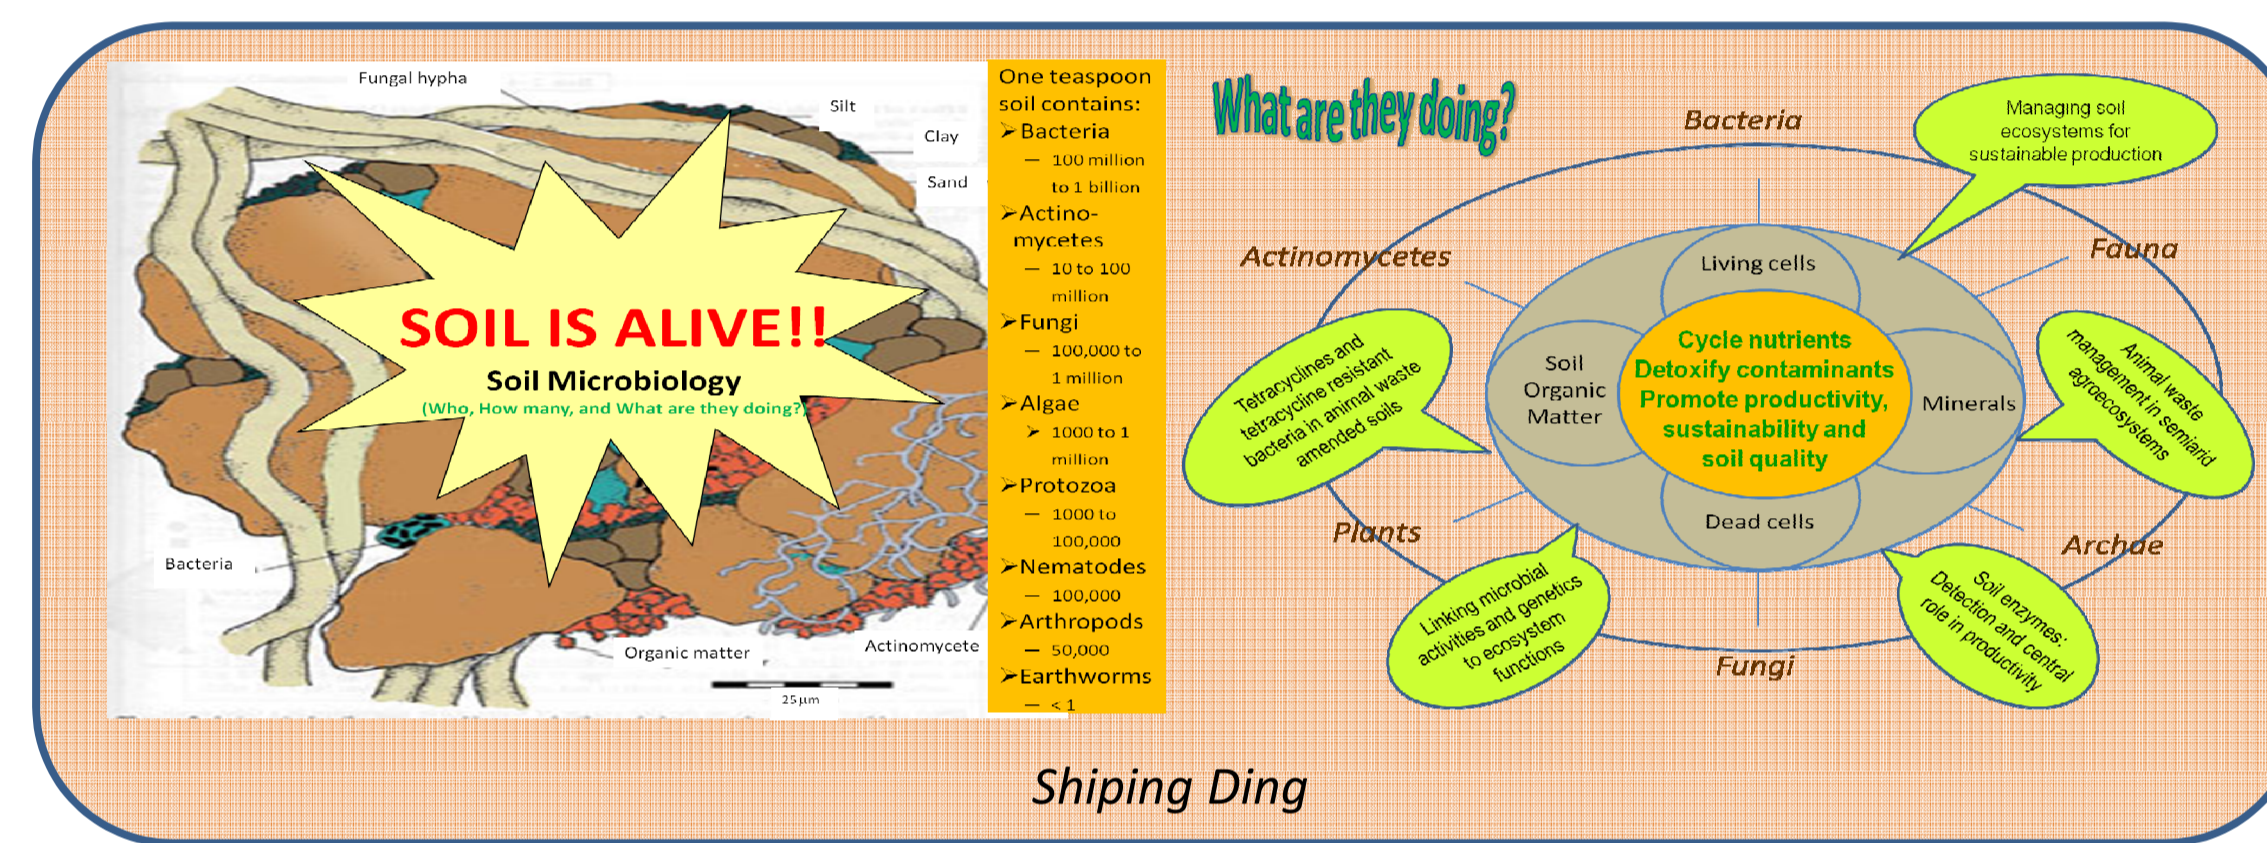 Fungal hypha
Silt
Clay
Sand
SOIL IS ALIVE!!
Soil Microbiology
(Who, How many, and What are they doing?)
Bacteria
Organic matter
Actinomycete
25 µm
One teaspoon
soil contains:
➢Bacteria
– 100 million
to 1 billion
➢Actino-
mycetes
– 10 to 100
million
➢Fungi
– 100,000 to
1 million
➢Algae
➢ 1000 to 1
million
➢Protozoa
– 1000 to
100,000
➢Nematodes
– 100,000
➢Arthropods
– 50,000
➢Earthworms
– < 1
What are they doing?
Bacteria
Managing soil
ecosystems for
sustainable production
Actinomycetes
Fauna
Living cells
Tetracyclines and
tetracycline resistant
bacteria in animal waste
amended soils
Soil
Organic
Matter
Cycle nutrients
Detoxify contaminants
Promote productivity,
sustainability and
soil quality
Minerals
Animal waste
management in semiarid
agroecosystems
Dead cells
Plants
Archae
Linking microbial
activities and genetics
to ecosystem
functions
Soil enzymes:
Detection and central
role in productivity
Fungi
Shiping Ding